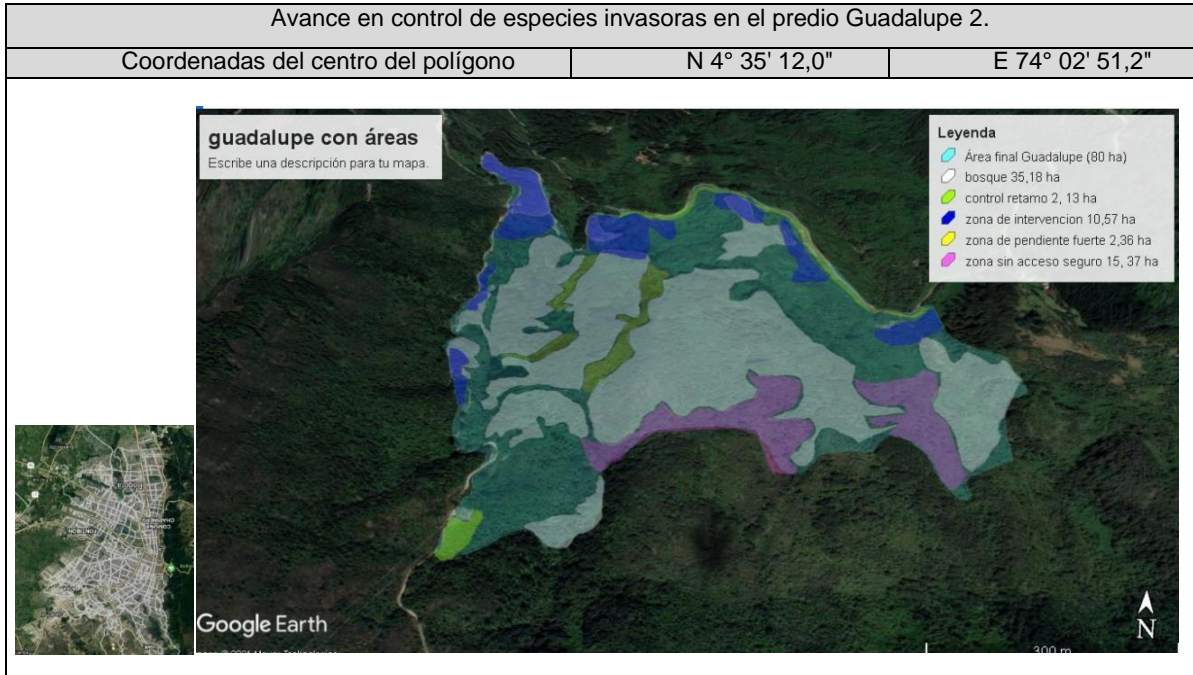 Avance en control de especies invasoras en el predio Guadalupe 2.
Coordenadas del centro del polígono N 4° 35' 12,0" E 74° 02' 51,2"
guadalupe con áreas
Escribe una descripción para tu mapa.
Leyenda
Área final Guadalupe (80 ha)
bosque 35,18 ha
control retamo 2, 13 ha
zona de intervencion 10,57 ha
zona de pendiente fuerte 2,36 ha
zona sin acceso seguro 15, 37 ha
Google Earth
N
300 m